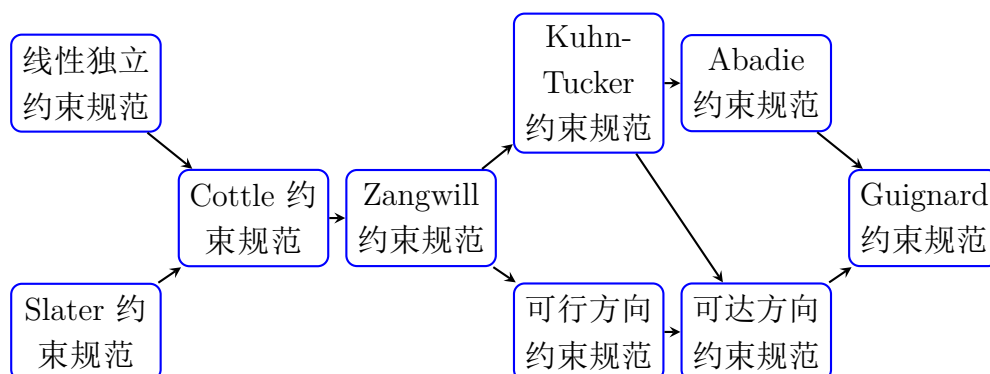 线性独立
约束规范
Slater 约
束规范
Cottle 约
束规范
Zangwill
约束规范
Kuhn-
Tucker
约束规范
可行方向
约束规范
Abadie
约束规范
可达方向
约束规范
Guignard
约束规范